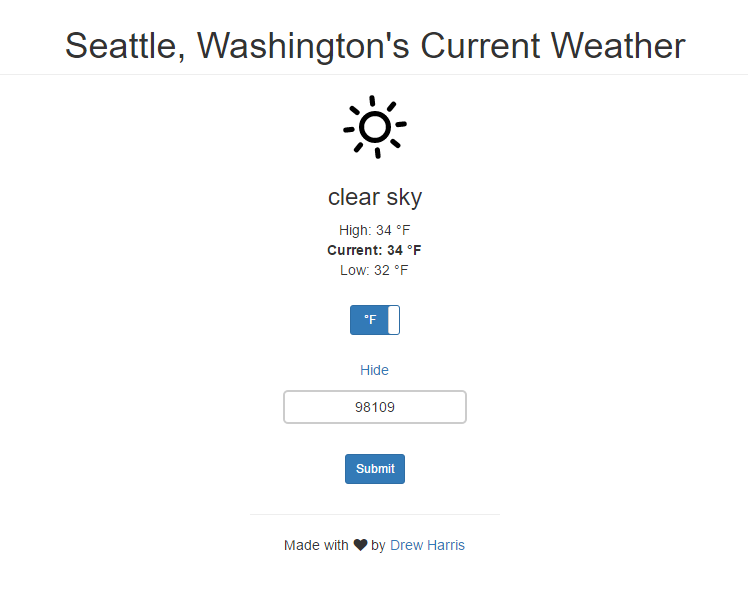 Seattle, Washington's Current Weather
clear sky
High: 34 °F
Current: 34 °F
Low: 32 °F
°F
Hide
98109
Submit
Made with ♥ by Drew Harris